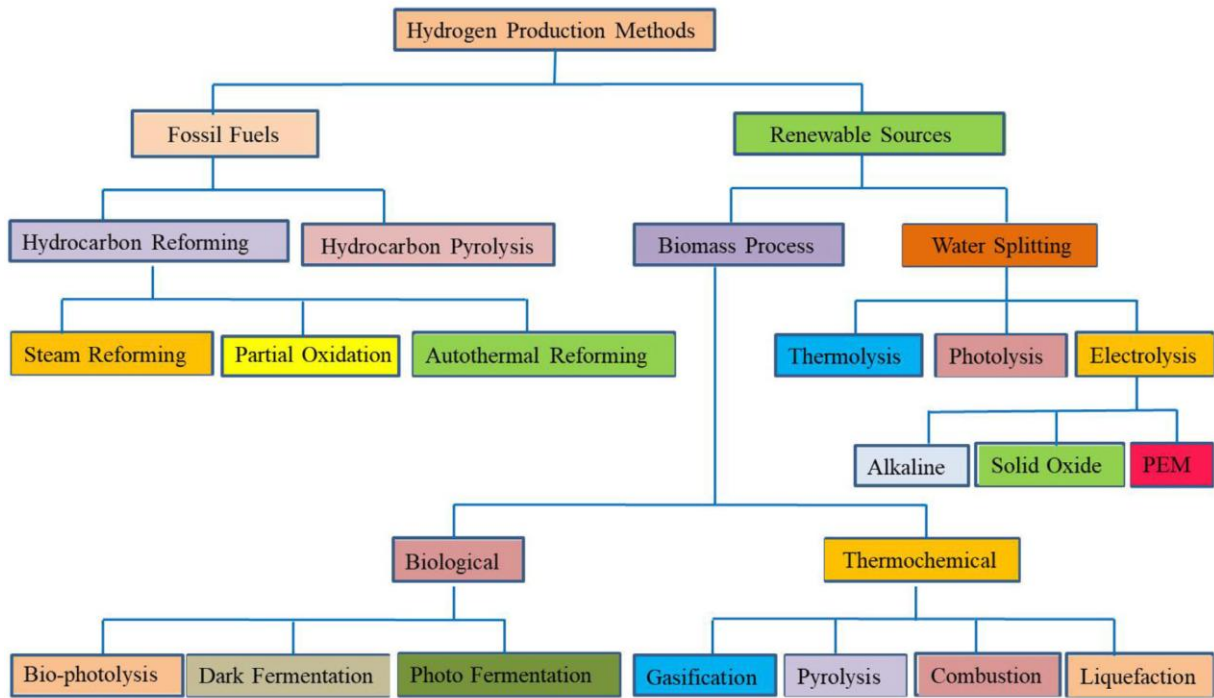 Hydrogen Production Methods
Fossil Fuels
Renewable Sources
Hydrocarbon Reforming
Hydrocarbon Pyrolysis
Biomass Process
Water Splitting
Steam Reforming
Partial Oxidation
Autothermal Reforming
Thermolysis
Photolysis
Electrolysis
Alkaline
Solid Oxide
PEM
Biological
Thermochemical
Bio-photolysis
Dark Fermentation
Photo Fermentation
Gasification
Pyrolysis
Combustion
Liquefaction